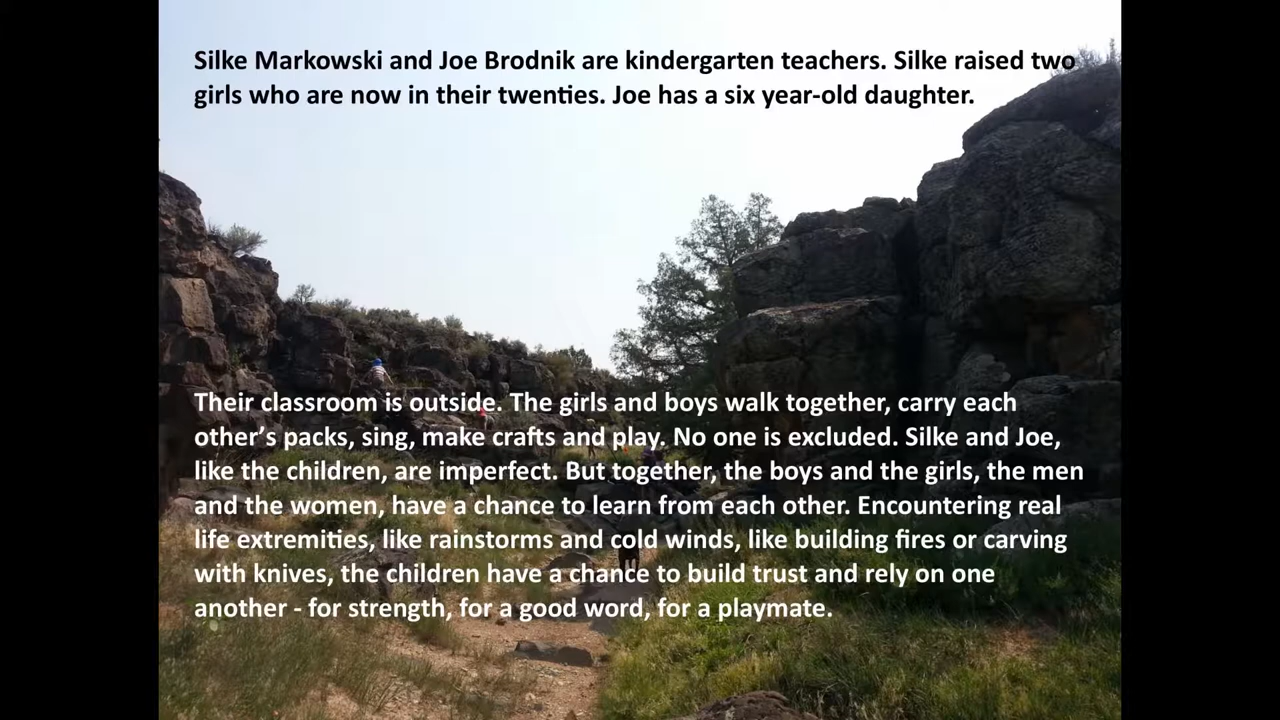 Silke Markowski and Joe Brodnik are kindergarten teachers. Silke raised two
girls who are now in their twenties. Joe has a six year-old daughter.
Their classroom is outside. The girls and boys walk together, carry each
other’s packs, sing, make crafts and play. No one is excluded. Silke and Joe,
like the children, are imperfect. But together, the boys and the girls, the men
and the women, have a chance to learn from each other. Encountering real
life extremities, like rainstorms and cold winds, like building fires or carving
with knives, the children have a chance to build trust and rely on one
another - for strength, for a good word, for a playmate.